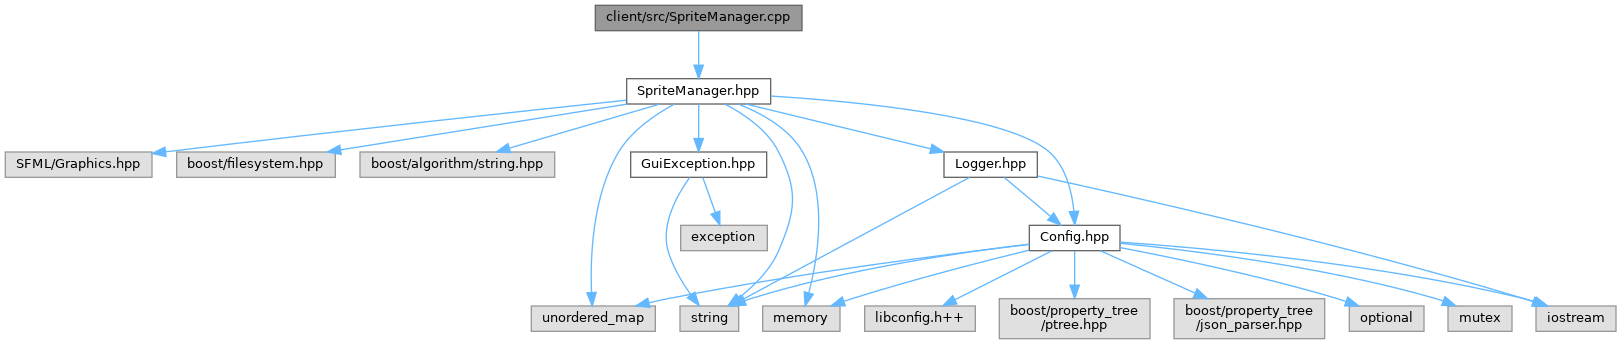 client/src/SpriteManager.cpp
SpriteManager.hpp
SFML/Graphics.hpp
boost/filesystem.hpp
boost/algorithm/string.hpp
GuiException.hpp
Logger.hpp
exception
Config.hpp
unordered_map
string
memory
libconfig.h++
boost/property_tree
/ptree.hpp
boost/property_tree
/json_parser.hpp
optional
mutex
iostream